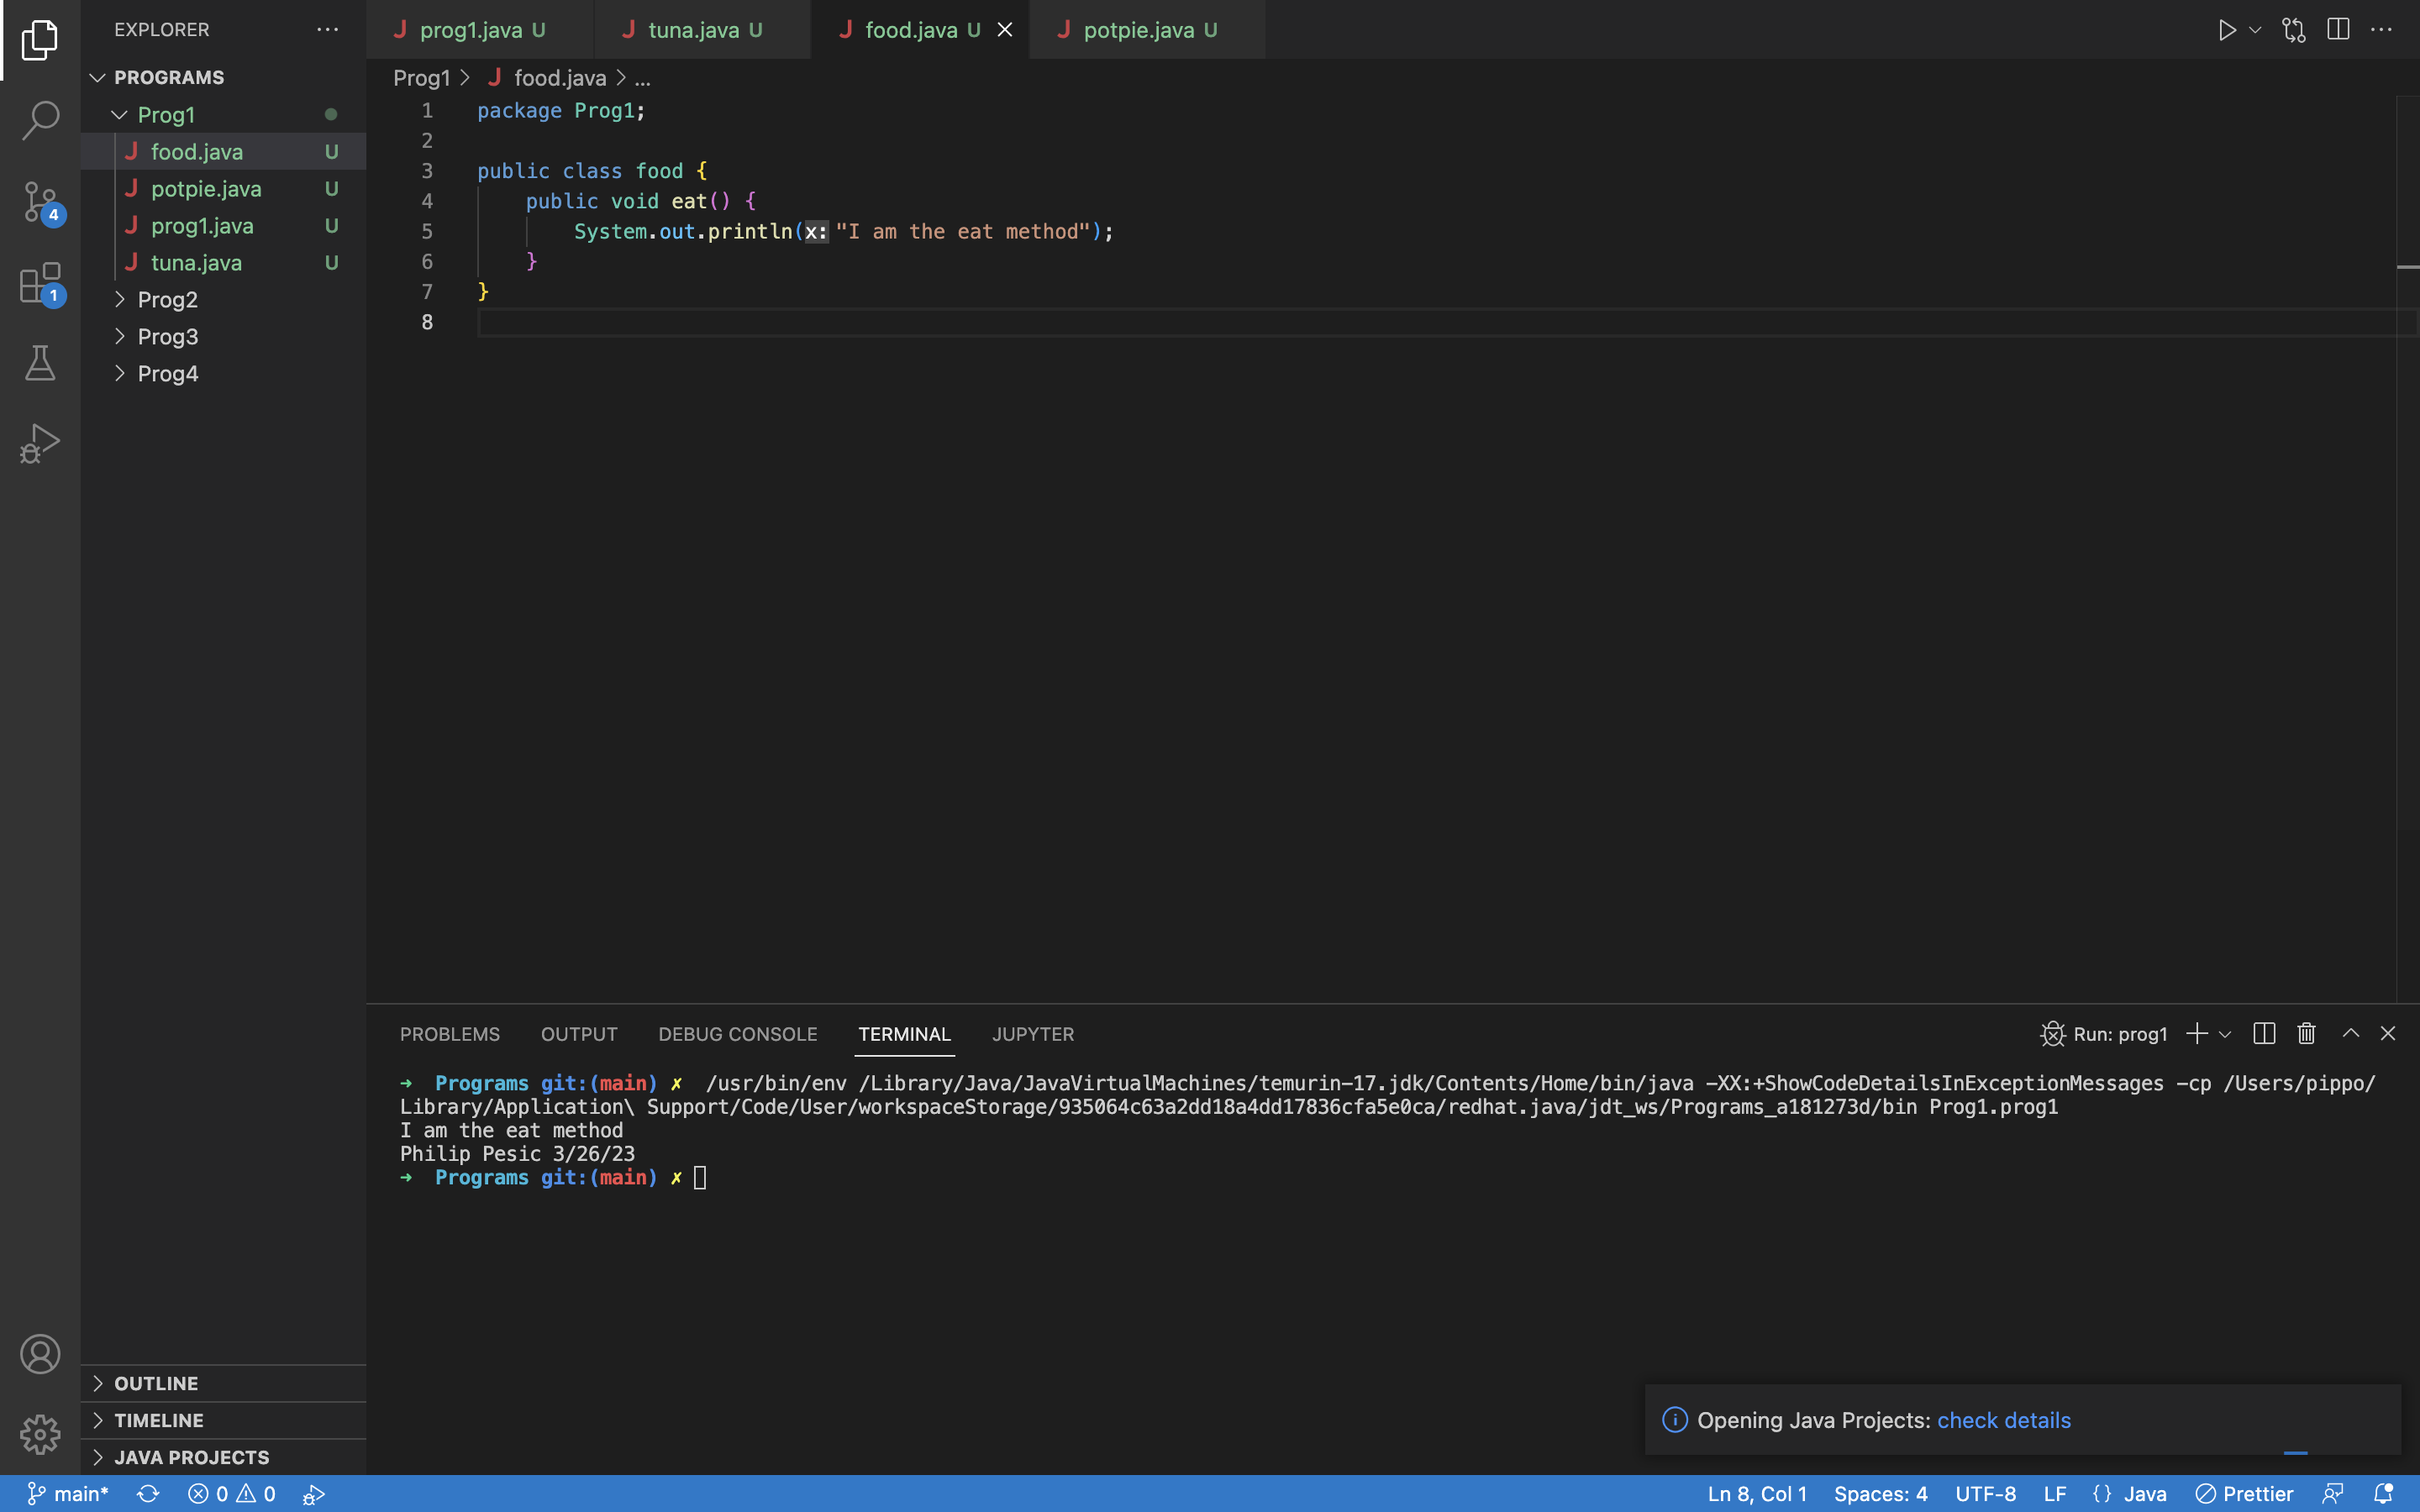 EXPLORER
PROGRAMS
Prog1
J food.java U
J potpie.java U
J prog1.java U
J tuna.java U
Prog2
Prog3
Prog4
OUTLINE
TIMELINE
JAVA PROJECTS
4
1
J prog1.java U
J tuna.java U
J food.java U
J potpie.java U
Prog1 > J food.java > ...
1 package Prog1;
2
3 public class food {
4 public void eat() {
5 System.out.println(x: "I am the eat method");
6 }
7 }
8
PROBLEMS OUTPUT DEBUG CONSOLE TERMINAL JUPYTER
Run: prog1
➜ Programs git:(main) ✗ /usr/bin/env /Library/Java/JavaVirtualMachines/temurin-17.jdk/Contents/Home/bin/java -XX:+ShowCodeDetailsInExceptionMessages -cp /Users/pippo/
Library/Application\ Support/Code/User/workspaceStorage/935064c63a2dd18a4dd17836cfa5e0ca/redhat.java/jdt_ws/Programs_a181273d/bin Prog1.prog1
I am the eat method
Philip Pesic 3/26/23
➜ Programs git:(main) ✗
Opening Java Projects: check details
main* 0 0 Ln 8, Col 1 Spaces: 4 UTF-8 LF {} Java Prettier